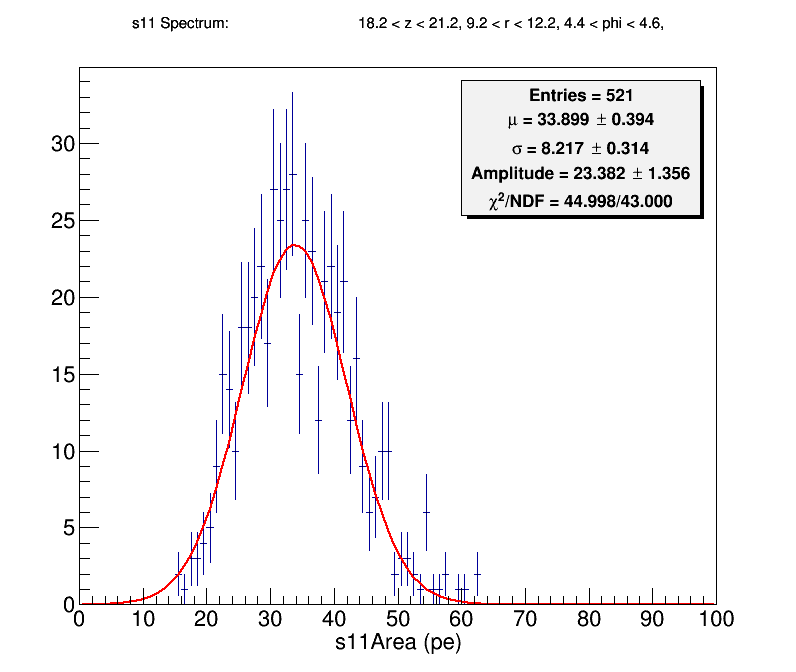 s11 Spectrum: 18.2 < z < 21.2, 9.2 < r < 12.2, 4.4 < phi < 4.6,
Entries = 521
μ = 33.899 ± 0.394
σ = 8.217 ± 0.314
Amplitude = 23.382 ± 1.356
χ²/NDF = 44.998/43.000
30
25
20
15
10
5
0
0 10 20 30 40 50 60 70 80 90 100
s11Area (pe)